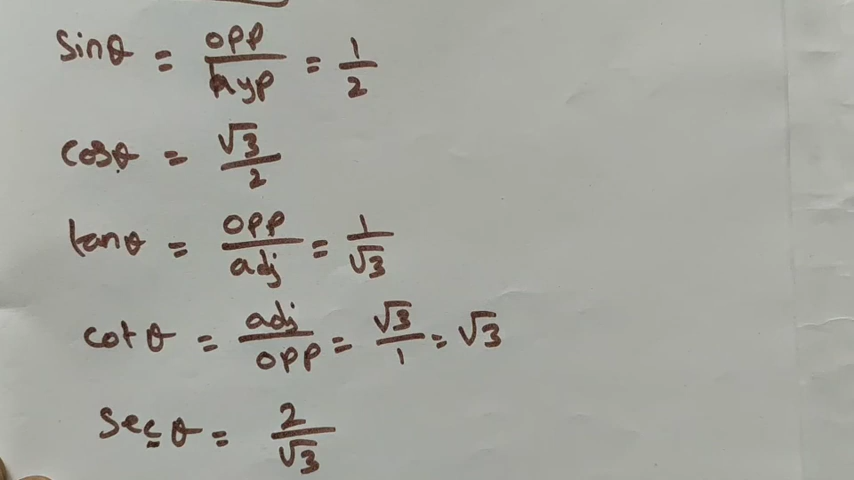 sinθ = opp/hyp = 1/2
cosθ = √3/2
tanθ = opp/adj = 1/√3
cotθ = adj/opp = √3/1 = √3
secθ = 2/√3